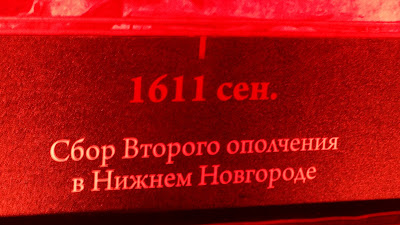 1611 сен.
Сбор Второго ополчения
в Нижнем Новгороде